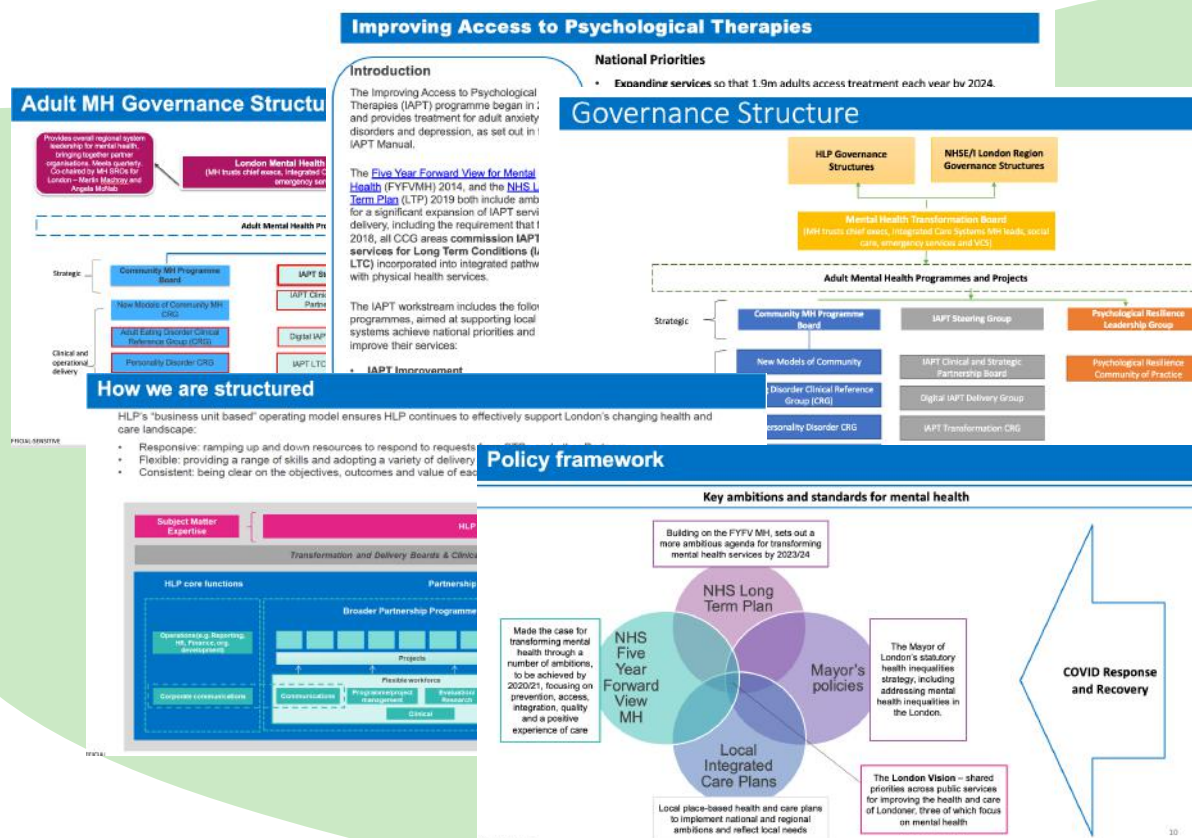 Improving Access to Psychological Therapies
Introduction
The Improving Access to Psychological
Therapies (IAPT) programme began in
and provides treatment for adult anxiety
disorders and depression, as set out in
IAPT Manual.
The Five Year Forward View for Mental
Health (FYFVMH) 2014, and the NHS L
Term Plan (LTP) 2019 both include amb
for a significant expansion of IAPT servi
delivery, including the requirement that
2018, all CCG areas commission IAPT
services for Long Term Conditions
LTC) incorporated into integrated pathw
with physical health services.
The IAPT workstream includes the follow
programmes, aimed at supporting local
systems achieve national priorities and
improve their services:
• IAPT Improvement
National Priorities
• Expanding services so that 1.9m adults access treatment each year by 2024.
Adult MH Governance Structu
Provides overall regional system
leadership for mental health,
bringing together partner
organisations. Meets quarterly.
Co-chaired by MH SROs for
London – Martin Machray and
Angela McNab
London Mental Health
(MH trusts chief execs, Integrated C
emergency ser
Adult Mental Health Pro
Strategic
Community MH Programme
Board
IAPT St
New Models of Community MH
CRG
IAPT Clinic
Partne
Adult Eating Disorder Clinical
Reference Group (CRG)
Digital IAPT
Clinical and
operational
delivery
Personality Disorder CRG
IAPT LTC
Governance Structure
HLP Governance
Structures
NHSE/I London Region
Governance Structures
Mental Health Transformation Board
(MH trusts chief execs, Integrated Care Systems MH leads, social
care, emergency services and VCS)
Adult Mental Health Programmes and Projects
Strategic
Community MH Programme
Board
IAPT Steering Group
Psychological Resilience
Leadership Group
New Models of Community
IAPT Clinical and Strategic
Partnership Board
Psychological Resilience
Community of Practice
Disorder Clinical Reference
Group (CRG)
Digital IAPT Delivery Group
ersonality Disorder CRG
IAPT Transformation CRG
How we are structured
HLP's "business unit based" operating model ensures HLP continues to effectively support London's changing health and
care landscape:
• Responsive: ramping up and down resources to respond to requests
• Flexible: providing a range of skills and adopting a variety of delivery
• Consistent: being clear on the objectives, outcomes and value of eac
Subject Matter
Expertise
HLP
Transformation and Delivery Boards & Clinica
HLP core functions
Partnership
Broader Partnership Programme
Operations(e.g. Reporting,
HR, Finance, org.
development)
Projects
Flexible workforce
Corporate communications
Communications
Programme/project
management
Evaluation/
Research
Clinical
Policy framework
Key ambitions and standards for mental health
Building on the FYFV MH, sets out a
more ambitious agenda for transforming
mental health services by 2023/24
NHS Long
Term Plan
Made the case for
transforming mental
health through a
number of ambitions,
to be achieved by
2020/21, focusing on
prevention, access,
integration, quality
and a positive
experience of care
NHS
Five
Year
Forward
View
MH
Mayor's
policies
The Mayor of
London's statutory
health inequalities
strategy, including
addressing mental
health inequalities in
the London.
COVID Response
and Recovery
Local
Integrated
Care Plans
The London Vision – shared
priorities across public services
for improving the health and care
of Londoner, three of which focus
on mental health
Local place-based health and care plans
to implement national and regional
ambitions and reflect local needs
10